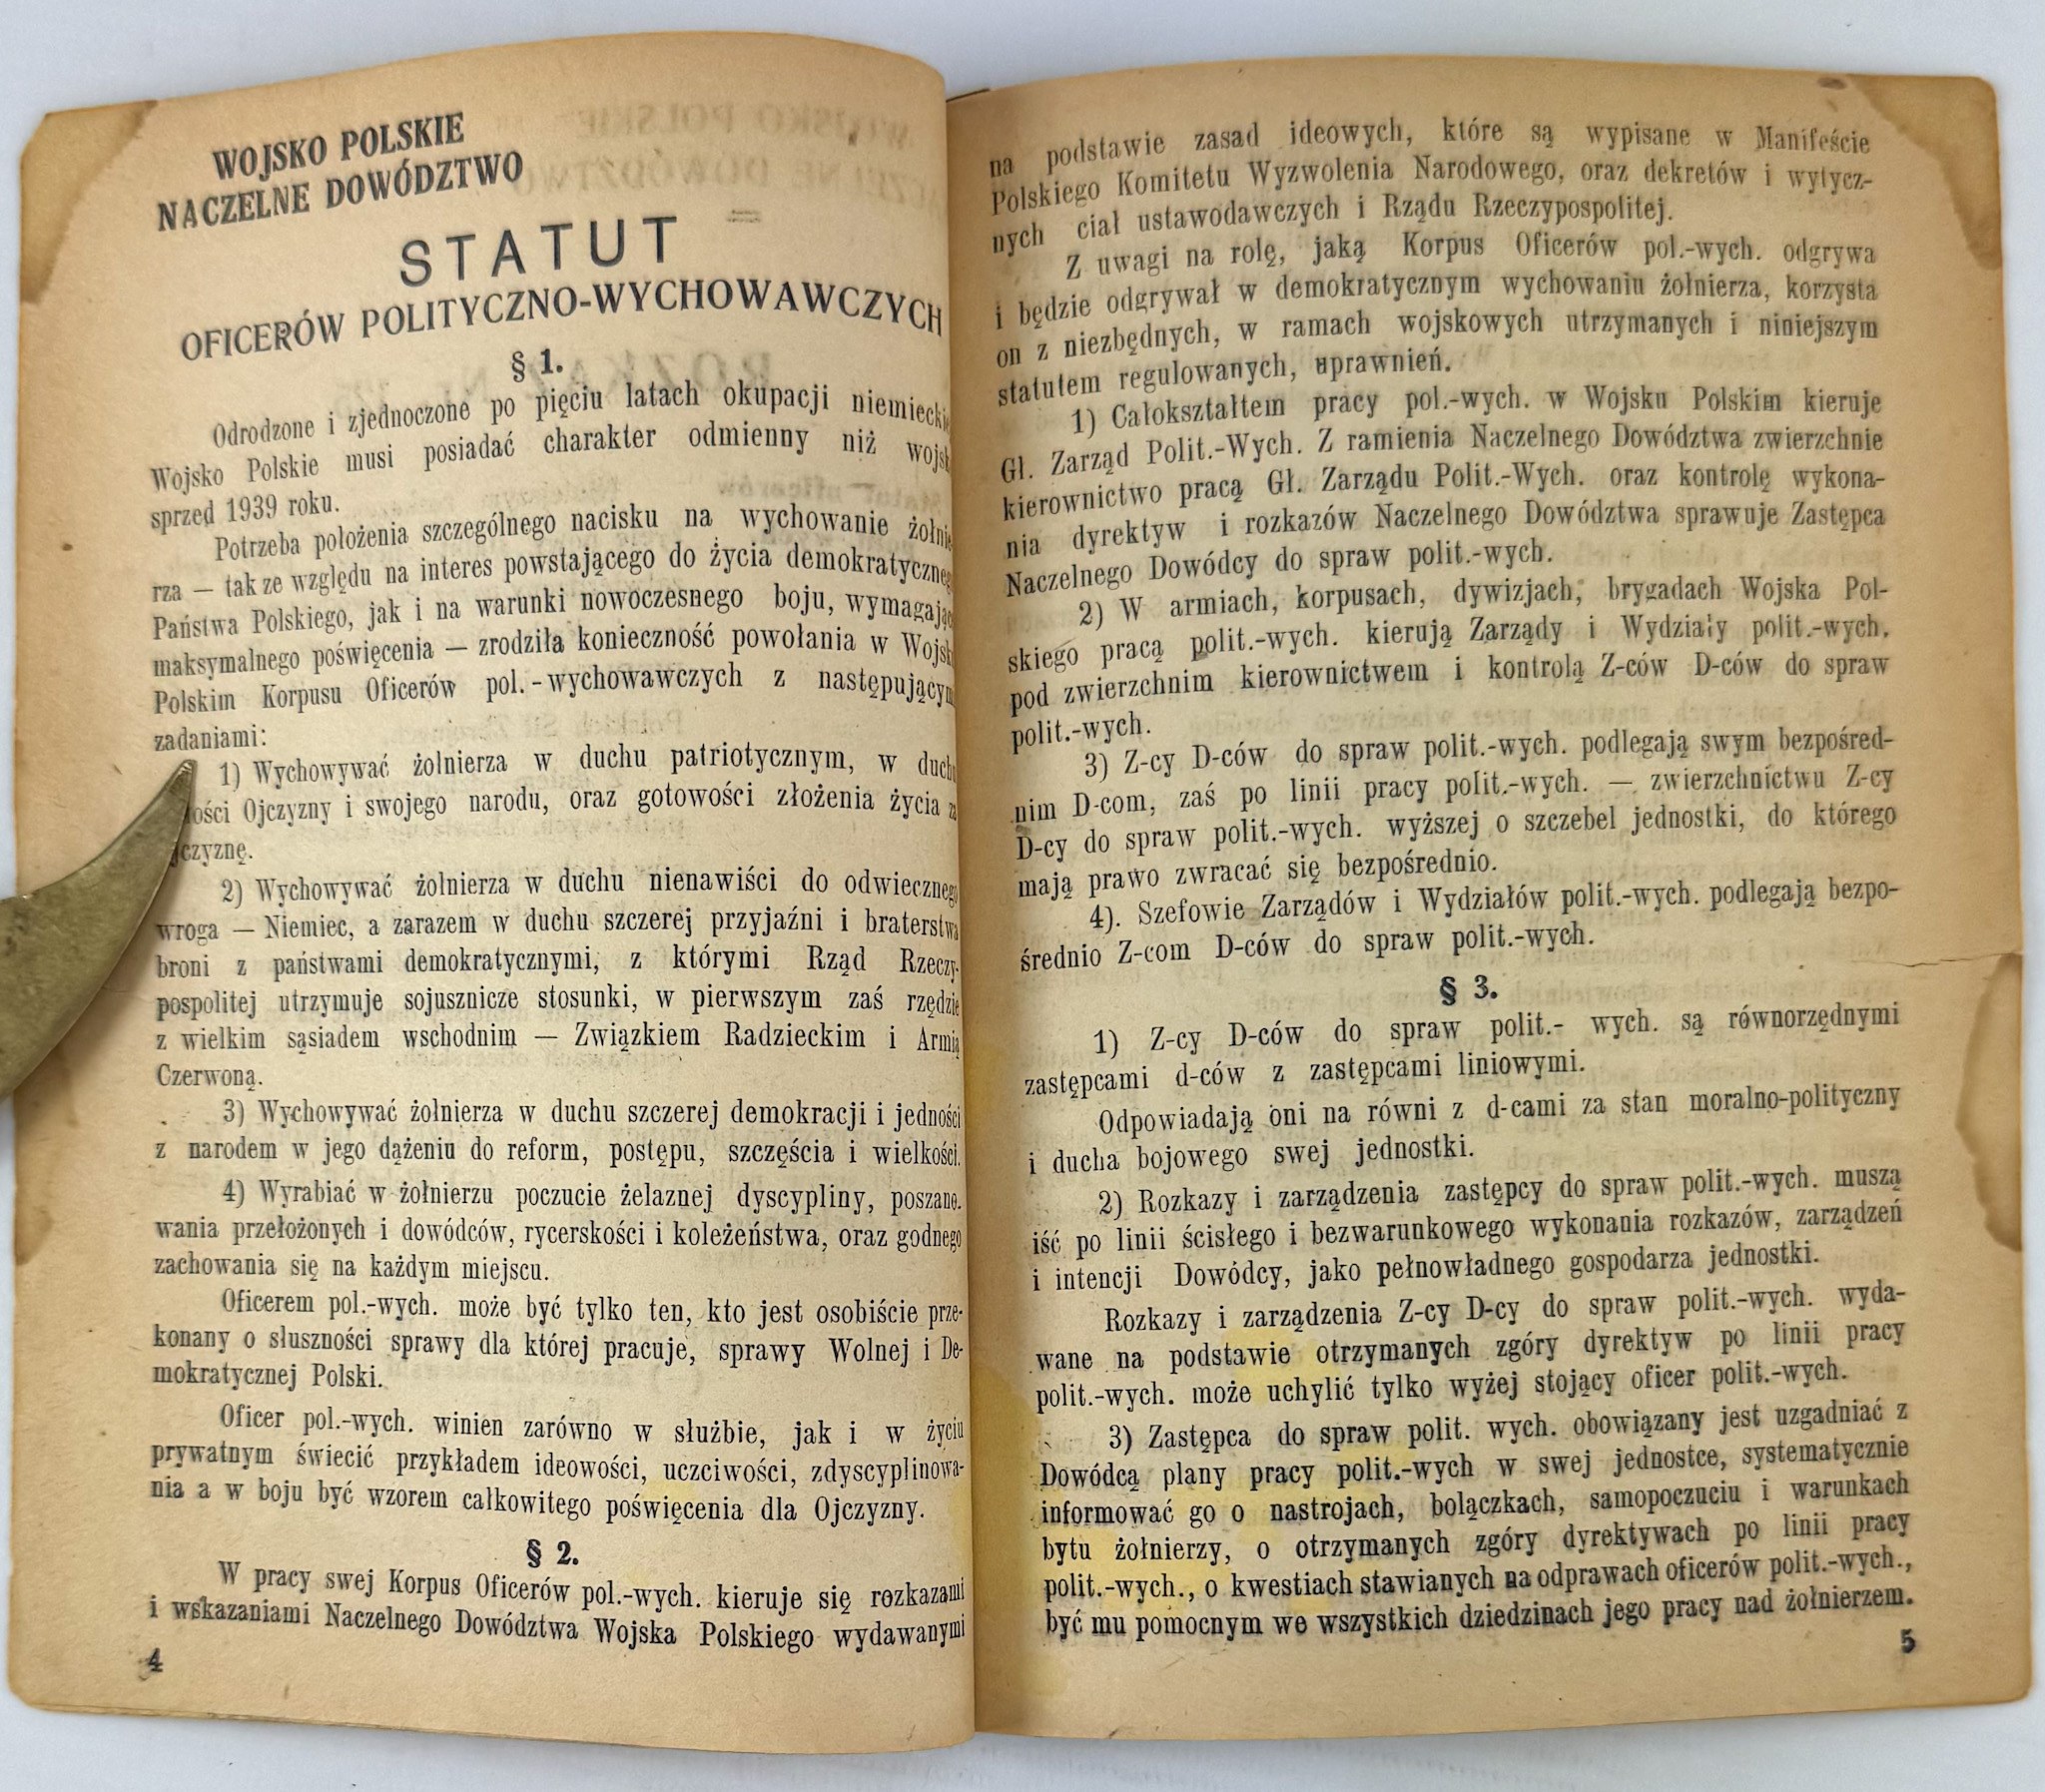 WOJSKO POLSKIE
NACZELNE DOWÓDZTWO
STATUT
OFICERÓW POLITYCZNO-WYCHOWAWCZYCH
§ 1.
Odrodzone i zjednoczone po pięciu latach okupacji
Wojsko Polskie musi posiadać charakter odmienny niż
sprzed 1939 roku.
Potrzeba położenia szczególnego nacisku na wychowanie
rza — tak ze względu na interes powstającego do życia
Państwa Polskiego, jak i na warunki nowoczesnego boju,
maksymalnego poświęcenia — zrodziła konieczność powołania w
Polskim Korpusu Oficerów pol.-wychowawczych z
zadaniami:
1) Wychowywać żołnierza w duchu patriotycznym, w
Ojczyzny i swojego narodu, oraz gotowości złożenia życia

2) Wychowywać żołnierza w duchu nienawiści do
wroga — Niemiec, a zarazem w duchu szczerej przyjaźni i
broni z państwami demokratycznymi, z którymi Rząd Rzeczy-
pospolitej utrzymuje sojusznicze stosunki, w pierwszym zaś rzędzie
z wielkim sąsiadem wschodnim — Związkiem Radzieckim i Armią
Czerwoną.
3) Wychowywać żołnierza w duchu szczerej demokracji i jedności
z narodem w jego dążeniu do reform, postępu, szczęścia i wielkości.
4) Wyrabiać w żołnierzu poczucie żelaznej dyscypliny, poszano-
wania przełożonych i dowódców, rycerskości i koleżeństwa, oraz godnego
zachowania się na każdym miejscu.
Oficerem pol.-wych. może być tylko ten, kto jest osobiście prze-
konany o słuszności sprawy dla której pracuje, sprawy Wolnej i De-
mokratycznej Polski.
Oficer pol.-wych. winien zarówno w służbie, jak i w życiu
prywatnym świecić przykładem ideowości, uczciwości, zdyscyplinowa-
nia a w boju być wzorem całkowitego poświęcenia dla Ojczyzny.
§ 2.
W pracy swej Korpus Oficerów pol.-wych. kieruje się rozkazami
i wskazaniami Naczelnego Dowództwa Wojska Polskiego wydawanymi
4
na podstawie zasad ideowych, które są wypisane w Manifeście
Polskiego Komitetu Wyzwolenia Narodowego, oraz dekretów i wytycz-
nych ciał ustawodawczych i Rządu Rzeczypospolitej.
Z uwagi na rolę, jaką Korpus Oficerów pol.-wych. odgrywa
i będzie odgrywał w demokratycznym wychowaniu żołnierza, korzysta
on z niezbędnych, w ramach wojskowych utrzymanych i niniejszym
statutem regulowanych, uprawnień.
1) Całokształtem pracy pol.-wych. w Wojsku Polskim kieruje
Gł. Zarząd Polit.-Wych. Z ramienia Naczelnego Dowództwa zwierzchnie
kierownictwo pracą Gł. Zarządu Polit.-Wych. oraz kontrolę wykona-
nia dyrektyw i rozkazów Naczelnego Dowództwa sprawuje Zastępca
Naczelnego Dowódcy do spraw polit.-wych.
2) W armiach, korpusach, dywizjach, brygadach Wojska Pol-
skiego pracą polit.-wych. kierują Zarządy i Wydziały polit.-wych.
pod zwierzchnim kierownictwem i kontrolą Z-ców D-ców do spraw
polit.-wych.
3) Z-cy D-ców do spraw polit.-wych. podlegają swym bezpośred-
nim D-com, zaś po linii pracy polit.-wych. — zwierzchnictwu Z-cy
D-cy do spraw polit.-wych. wyższej o szczebel jednostki, do którego
mają prawo zwracać się bezpośrednio.
4). Szefowie Zarządów i Wydziałów polit.-wych. podlegają bezpo-
średnio Z-com D-ców do spraw polit.-wych.
§ 3.
1) Z-cy D-ców do spraw polit.- wych. są równorzędnymi
zastępcami d-ców z zastępcami liniowymi.
Odpowiadają oni na równi z d-cami za stan moralno-polityczny
i ducha bojowego swej jednostki.
2) Rozkazy i zarządzenia zastępcy do spraw polit.-wych. muszą
iść po linii ścisłego i bezwarunkowego wykonania rozkazów, zarządzeń
i intencji Dowódcy, jako pełnowładnego gospodarza jednostki.
Rozkazy i zarządzenia Z-cy D-cy do spraw polit.-wych. wyda-
wane na podstawie otrzymanych zgóry dyrektyw po linii pracy
polit.-wych. może uchylić tylko wyżej stojący oficer polit.-wych.
3) Zastępca do spraw polit. wych. obowiązany jest uzgadniać z
Dowódcą plany pracy polit.-wych w swej jednostce, systematycznie
informować go o nastrojach, bolączkach, samopoczuciu i warunkach
bytu żołnierzy, o otrzymanych zgóry dyrektywach po linii pracy
polit.-wych., o kwestiach stawianych na odprawach oficerów polit.-wych.,
być mu pomocnym we wszystkich dziedzinach jego pracy nad żołnierzem.
5